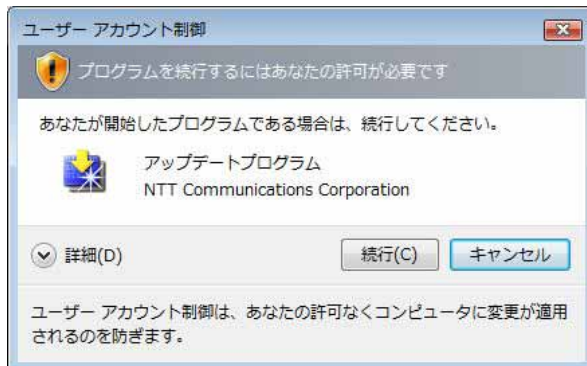 ユーザー アカウント制御
プログラムを続行するにはあなたの許可が必要です
あなたが開始したプログラムである場合は、続行してください。
アップデートプログラム
NTT Communications Corporation
詳細(D)
続行(C)
キャンセル
ユーザー アカウント制御は、あなたの許可なくコンピュータに変更が適用
されるのを防ぎます。